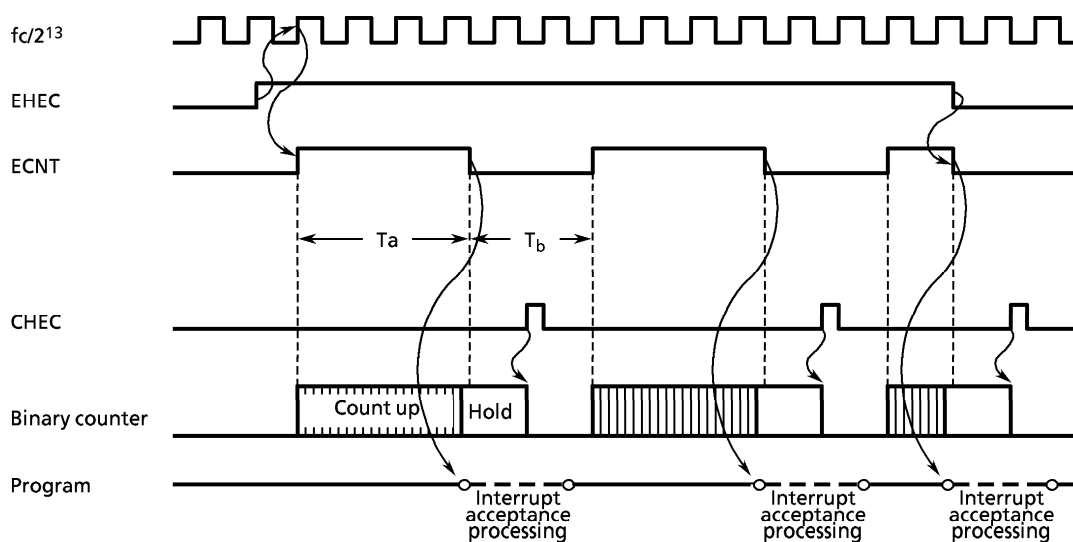 fc/2¹³
EHEC
ECNT
Ta
Tb
CHEC
Binary counter
Count up
Hold
Program
Interrupt
acceptance
processing
Interrupt
acceptance
processing
Interrupt
acceptance
processing